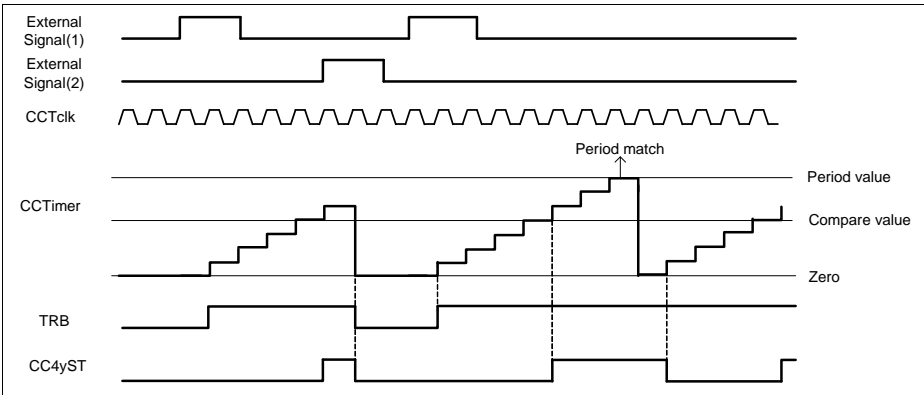 External
Signal(1)
External
Signal(2)
CCTclk
Period match
Period value
CCTimer
Compare value
Zero
TRB
CC4yST